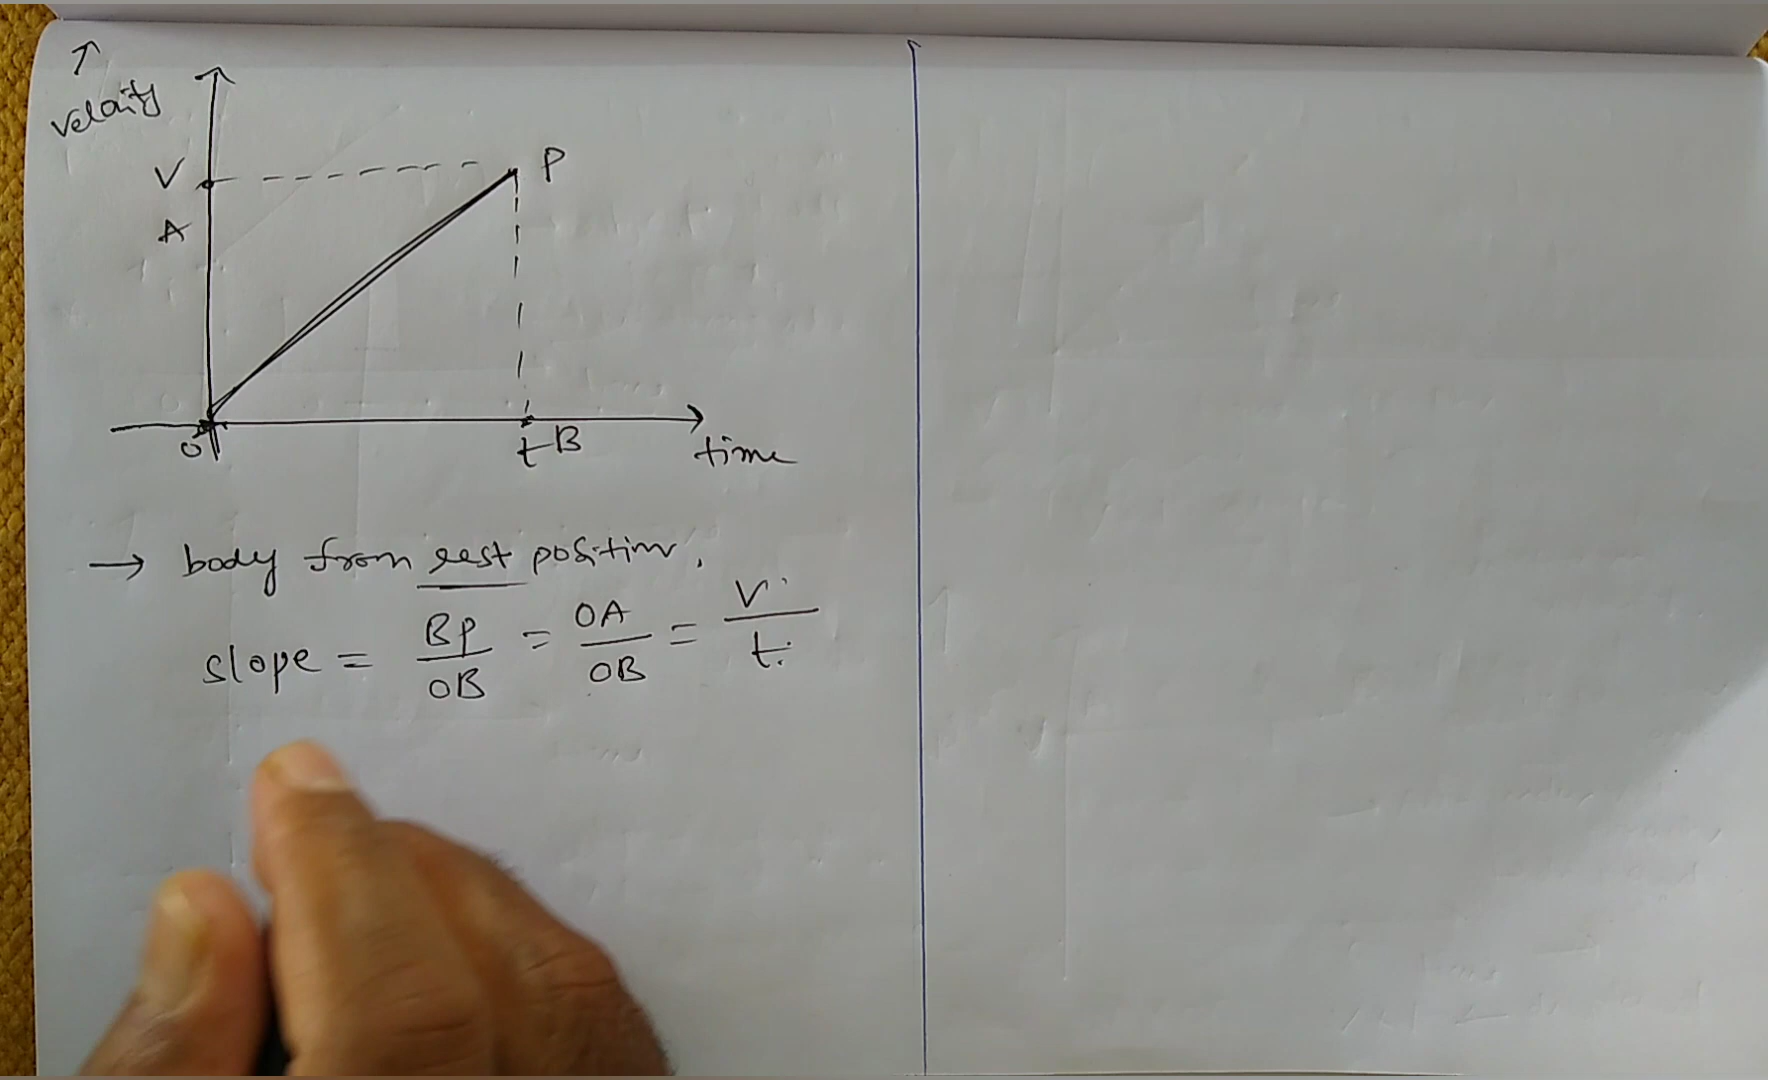 ↑
velocity
V
P
A
O
t B
time
→ body from rest position.
slope = BP/OB = OA/OB = V/t